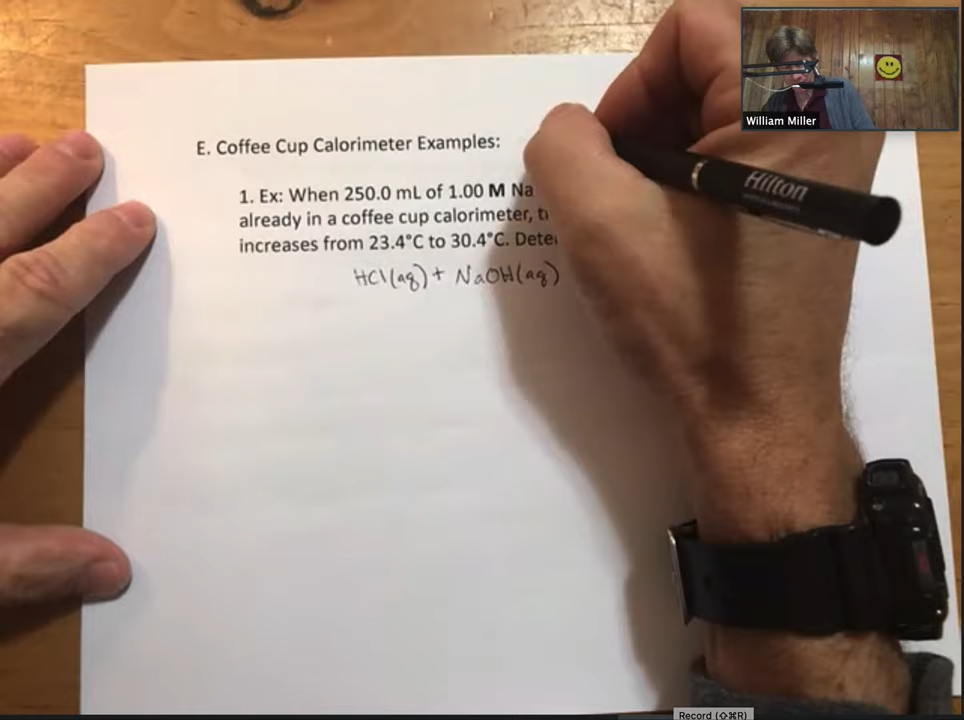 E. Coffee Cup Calorimeter Examples:
1. Ex: When 250.0 mL of 1.00 M Na
already in a coffee cup calorimeter,
increases from 23.4°C to 30.4°C.
HCl(aq) + NaOH(aq)
Hilton
William Miller
Record (⇧⌘R)